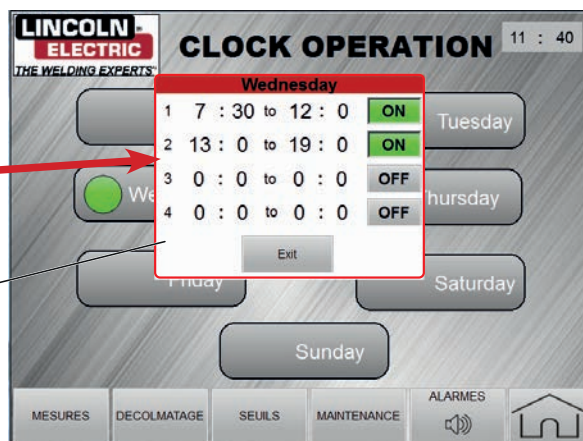 LINCOLN
ELECTRIC
THE WELDING EXPERTS
CLOCK OPERATION
11 : 40
Wednesday
1 7 : 30 to 12 : 0 ON
2 13 : 0 to 19 : 0 ON
3 0 : 0 to 0 : 0 OFF
4 0 : 0 to 0 : 0 OFF
Exit
Tuesday
We
hursday
Friday
Saturday
Sunday
MESURES
DECOLMATAGE
SEUILS
MAINTENANCE
ALARMES